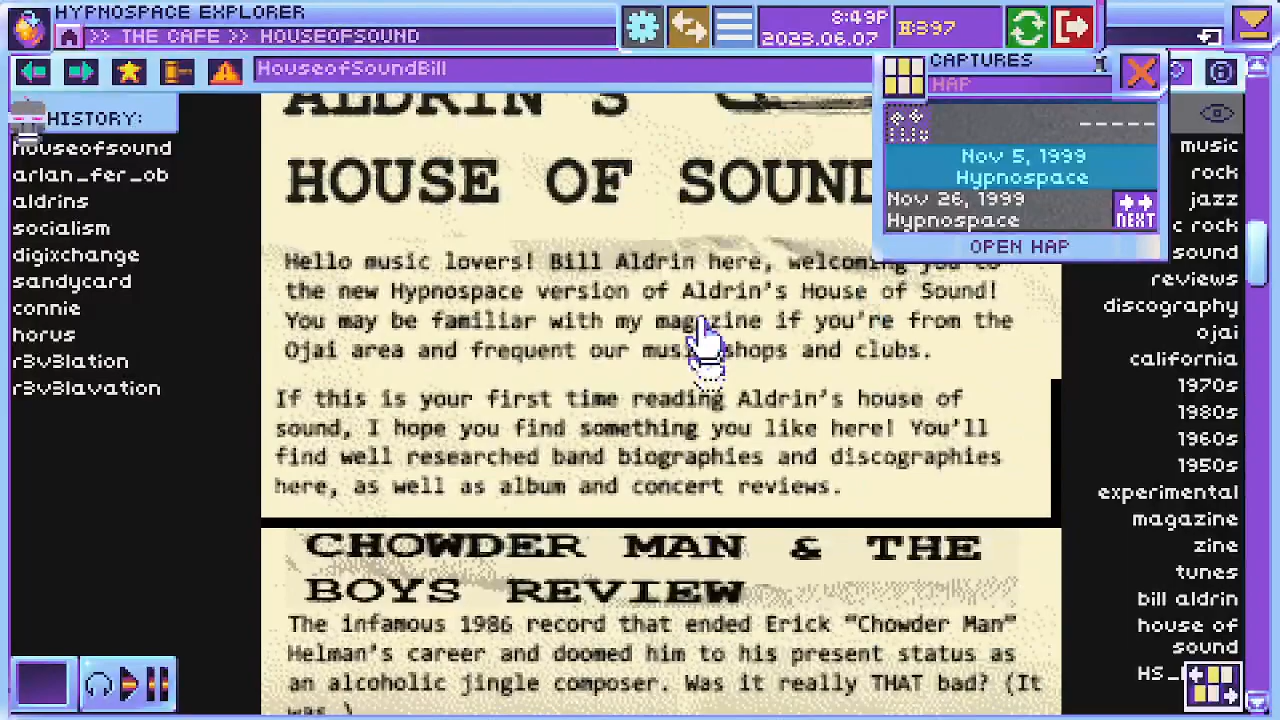 HYPNOSPACE EXPLORER
>> THE CAFE >> HOUSEOFSOUND
8:49P
2023.06.07
397
HouseofSoundBill
CAPTURES
HAP
-----
Nov 5, 1999
Hypnospace
Nov 26, 1999
Hypnospace
NEXT
OPEN HAP
HISTORY:
houseofsound
arlan_fer_ob
aldrins
socialism
digixchange
sandycard
connie
horus
r3v3lation
r3v3lavation
ALDRIN'S
HOUSE OF SOUND
Hello music lovers! Bill Aldrin here, welcoming you to
the new Hypnospace version of Aldrin's House of Sound!
You may be familiar with my magazine if you're from the
Ojai area and frequent our music shops and clubs.
If this is your first time reading Aldrin's house of
sound, I hope you find something you like here! You'll
find well researched band biographies and discographies
here, as well as album and concert reviews.
CHOWDER MAN & THE
BOYS REVIEW
The infamous 1986 record that ended Erick "Chowder Man"
Helman's career and doomed him to his present status as
an alcoholic jingle composer. Was it really THAT bad? (It
was.)
music
rock
jazz
c rock
sound
reviews
discography
ojai
california
1970s
1980s
1960s
1950s
experimental
magazine
zine
tunes
bill aldrin
house of
sound
HS_